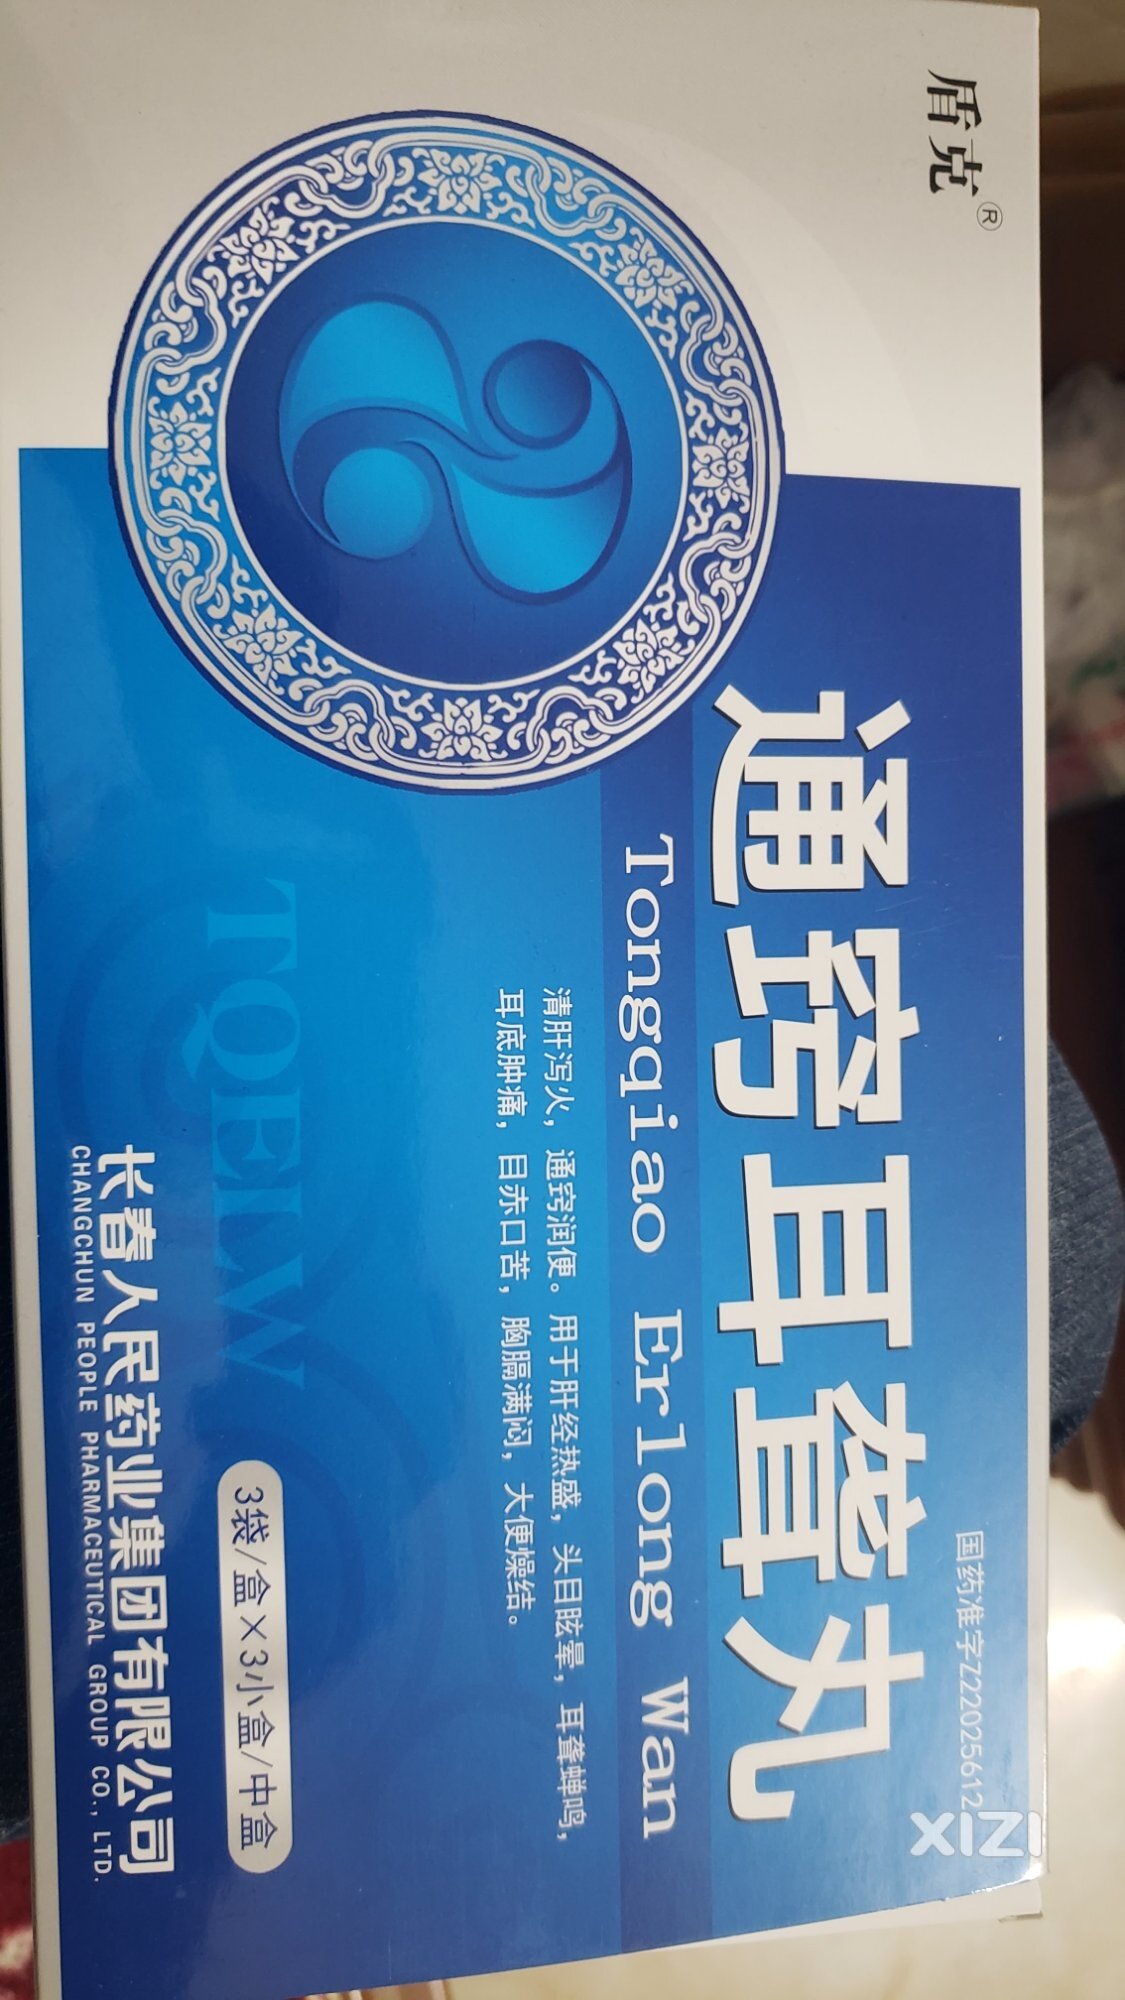 盾克®
国药准字Z22025612
通窍耳聋丸
Tongqiao Erlong Wan
清肝泻火，通窍润便。用于肝经热盛，头目眩晕，耳聋蝉鸣，
耳底肿痛，目赤口苦，胸膈满闷，大便燥结。
TQELW
3袋/盒×3小盒/中盒
长春人民药业集团有限公司
CHANGCHUN PEOPLE PHARMACEUTICAL GROUP CO., LTD.
XIZI